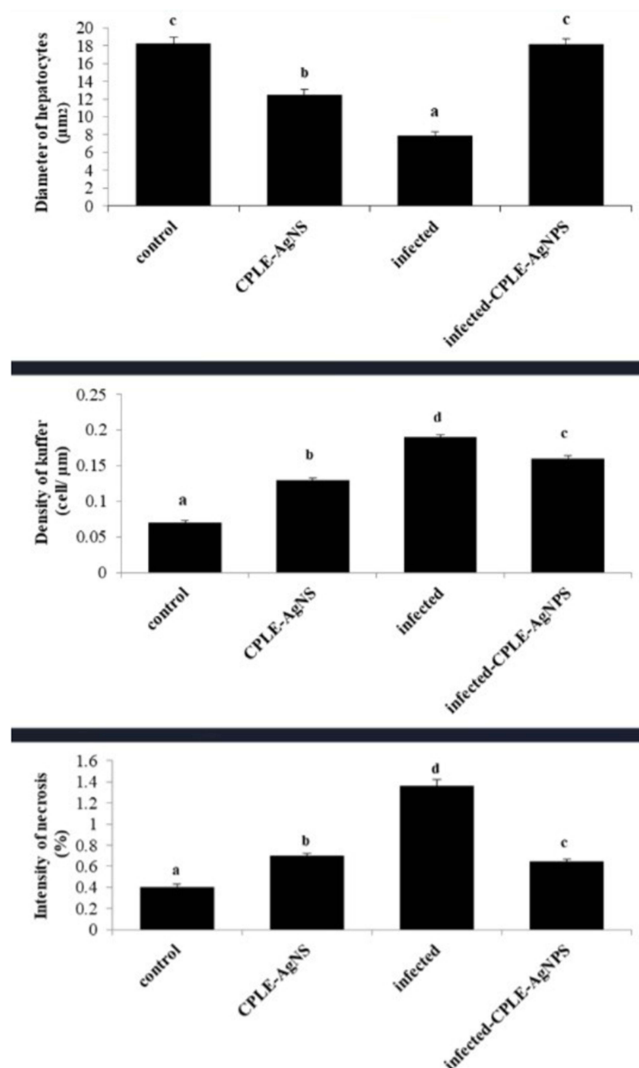 Diameter of hepatocytes
(µm2)
20
18
16
14
12
10
8
6
4
2
0
c
b
a
c
control
CPLE-AgNS
infected
infected-CPLE-AgNPS
Density of kuffer
(cell/ µm)
0.25
0.2
0.15
0.1
0.05
0
a
b
d
c
control
CPLE-AgNS
infected
infected-CPLE-AgNPS
Intensity of necrosis
(%)
1.6
1.4
1.2
1
0.8
0.6
0.4
0.2
0
a
b
d
c
control
CPLE-AgNS
infected
infected-CPLE-AgNPS